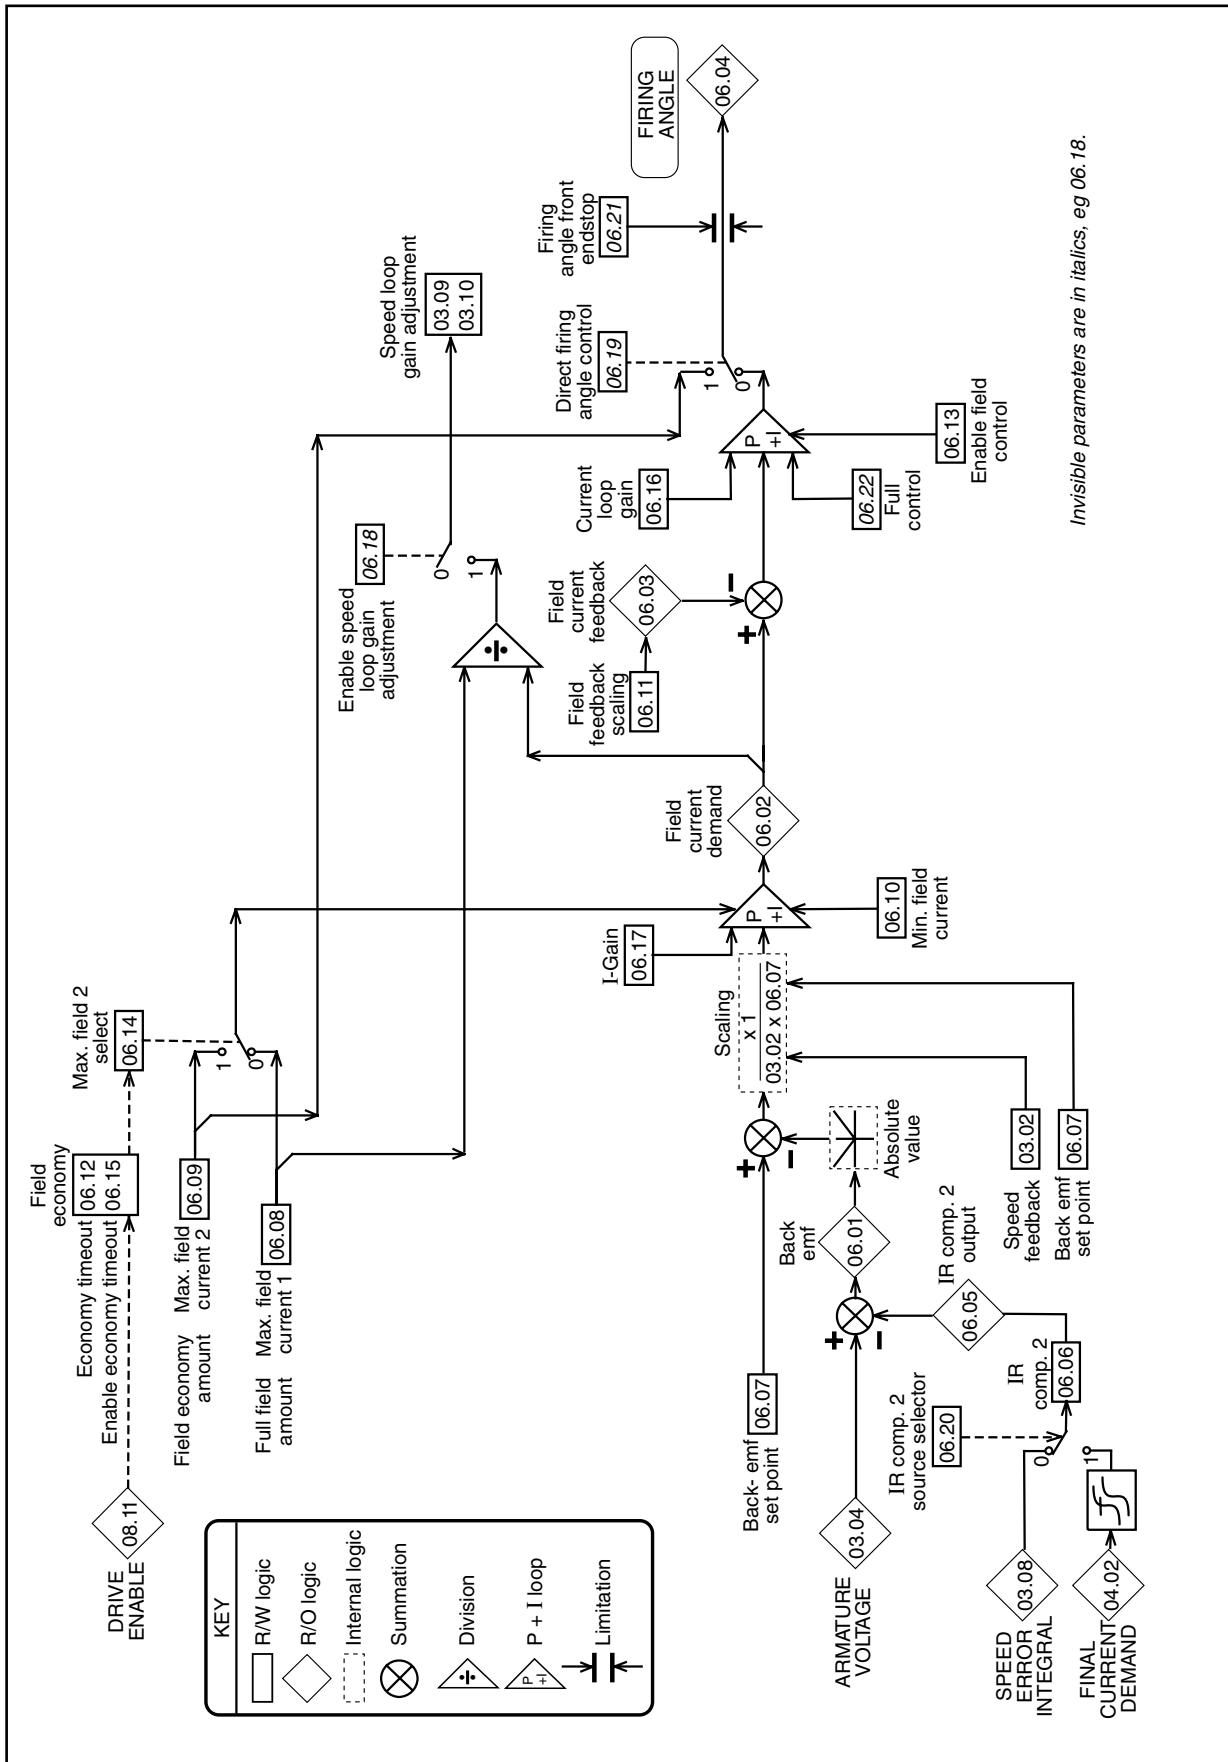 DRIVE
ENABLE
08.11
Economy timeout
Enable economy timeout
Field
economy
06.12
06.15
Max. field 2
select
06.14
Field economy
amount
Max. field
current 2
06.09
Full field
amount
Max. field
current 1
06.08
1
0
Enable speed
loop gain
adjustment
06.18
0
1
Speed loop
gain adjustment
03.09
03.10
KEY
R/W logic
R/O logic
Internal logic
Summation
Division
P + I loop
P
+I
Limitation
Back- emf
set point
06.07
+
−
Scaling
x 1
03.02 x 06.07
I-Gain
06.17
P
+I
06.10
Min. field
current
Field
current
demand
06.02
Field
feedback
scaling
06.11
Field
current
feedback
06.03
+
−
Current
loop
gain
06.16
P
+I
06.22
Full
control
06.13
Enable field
control
Direct firing
angle control
06.19
1
0
Firing
angle front
endstop
06.21
FIRING
ANGLE
06.04
ARMATURE
VOLTAGE
03.04
+
−
Back
emf
06.01
Absolute
value
IR comp. 2
source selector
06.20
SPEED
ERROR
INTEGRAL
03.08
FINAL
CURRENT
DEMAND
04.02
0
1
IR
comp. 2
06.06
06.05
IR comp. 2
output
Speed
feedback
03.02
Back emf
set point
06.07
Invisible parameters are in italics, eg 06.18.